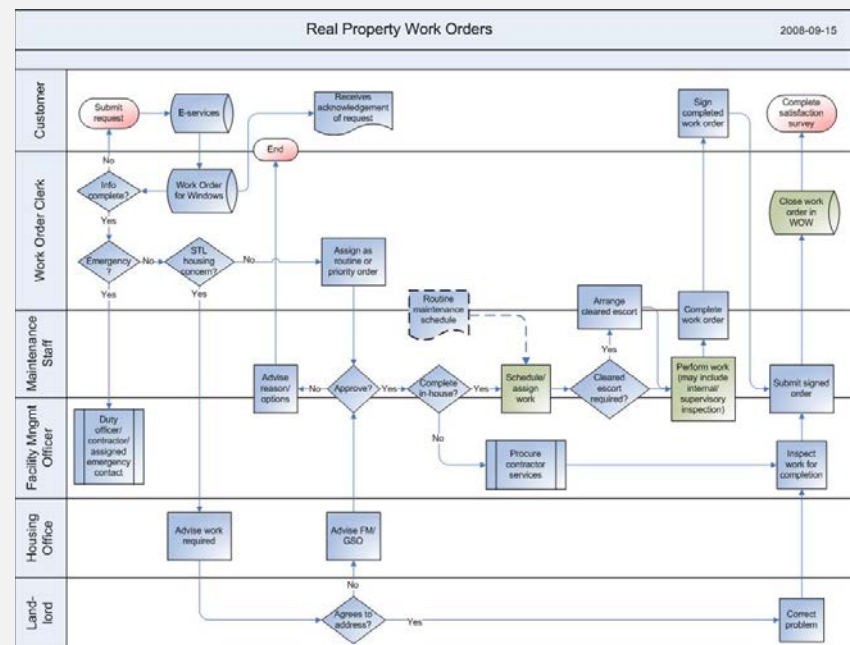 Real Property Work Orders
2008-09-15
Customer
Submit
request
E-services
Receives
acknowledgement
of request
Sign
completed
work order
Complete
satisfaction
survey
End
No
Work Order Clerk
Info
complete?
Work Order
for Windows
Close work
order in
WOW
Yes
Emergency
?
No
STL
housing
concern?
No
Assign as
routine or
priority order
Yes
Yes
Routine
maintenance
schedule
Arrange
cleared escort
Complete
work order
Maintenance
Staff
Yes
Advise
reason/
options
No
Approve?
Yes
Complete
in-house?
Yes
Schedule/
assign
work
Cleared
escort
required?
Perform work
(may include
internal/
supervisory
inspection)
Submit signed
order
Facility Mngmt
Officer
Duty
officer/
contractor/
assigned
emergency
contact
No
Procure
contractor
services
Inspect
work for
completion
Housing
Office
Advise work
required
Advise FM/
GSO
No
Land-
lord
Agrees to
address?
Yes
Correct
problem